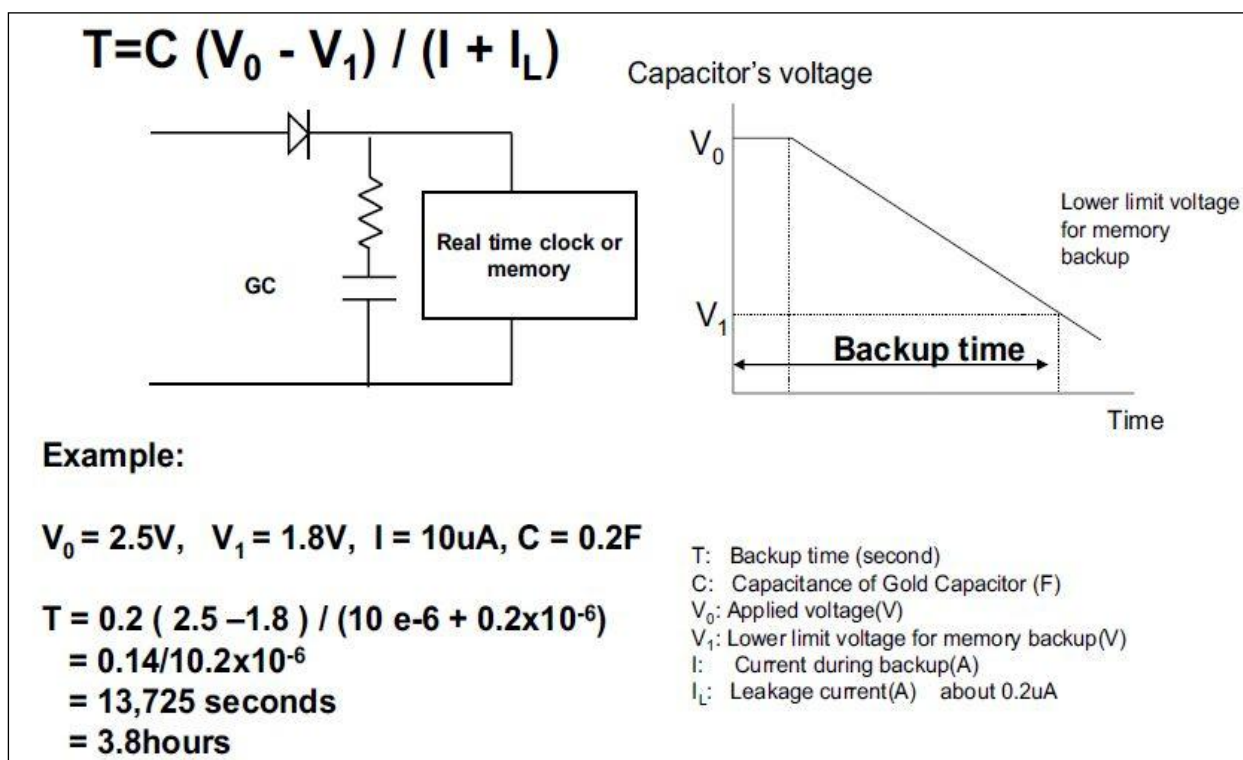 T=C (V₀ - V₁) / (I + I_L)
Capacitor's voltage
V₀
Real time clock or
memory
GC
Lower limit voltage
for memory
backup
V₁
Backup time
Time
Example:
V₀ = 2.5V, V₁ = 1.8V, I = 10uA, C = 0.2F
T = 0.2 ( 2.5 –1.8 ) / (10 e-6 + 0.2x10⁻⁶)
= 0.14/10.2x10⁻⁶
= 13,725 seconds
= 3.8hours
T: Backup time (second)
C: Capacitance of Gold Capacitor (F)
V₀: Applied voltage(V)
V₁: Lower limit voltage for memory backup(V)
I: Current during backup(A)
I_L: Leakage current(A) about 0.2uA